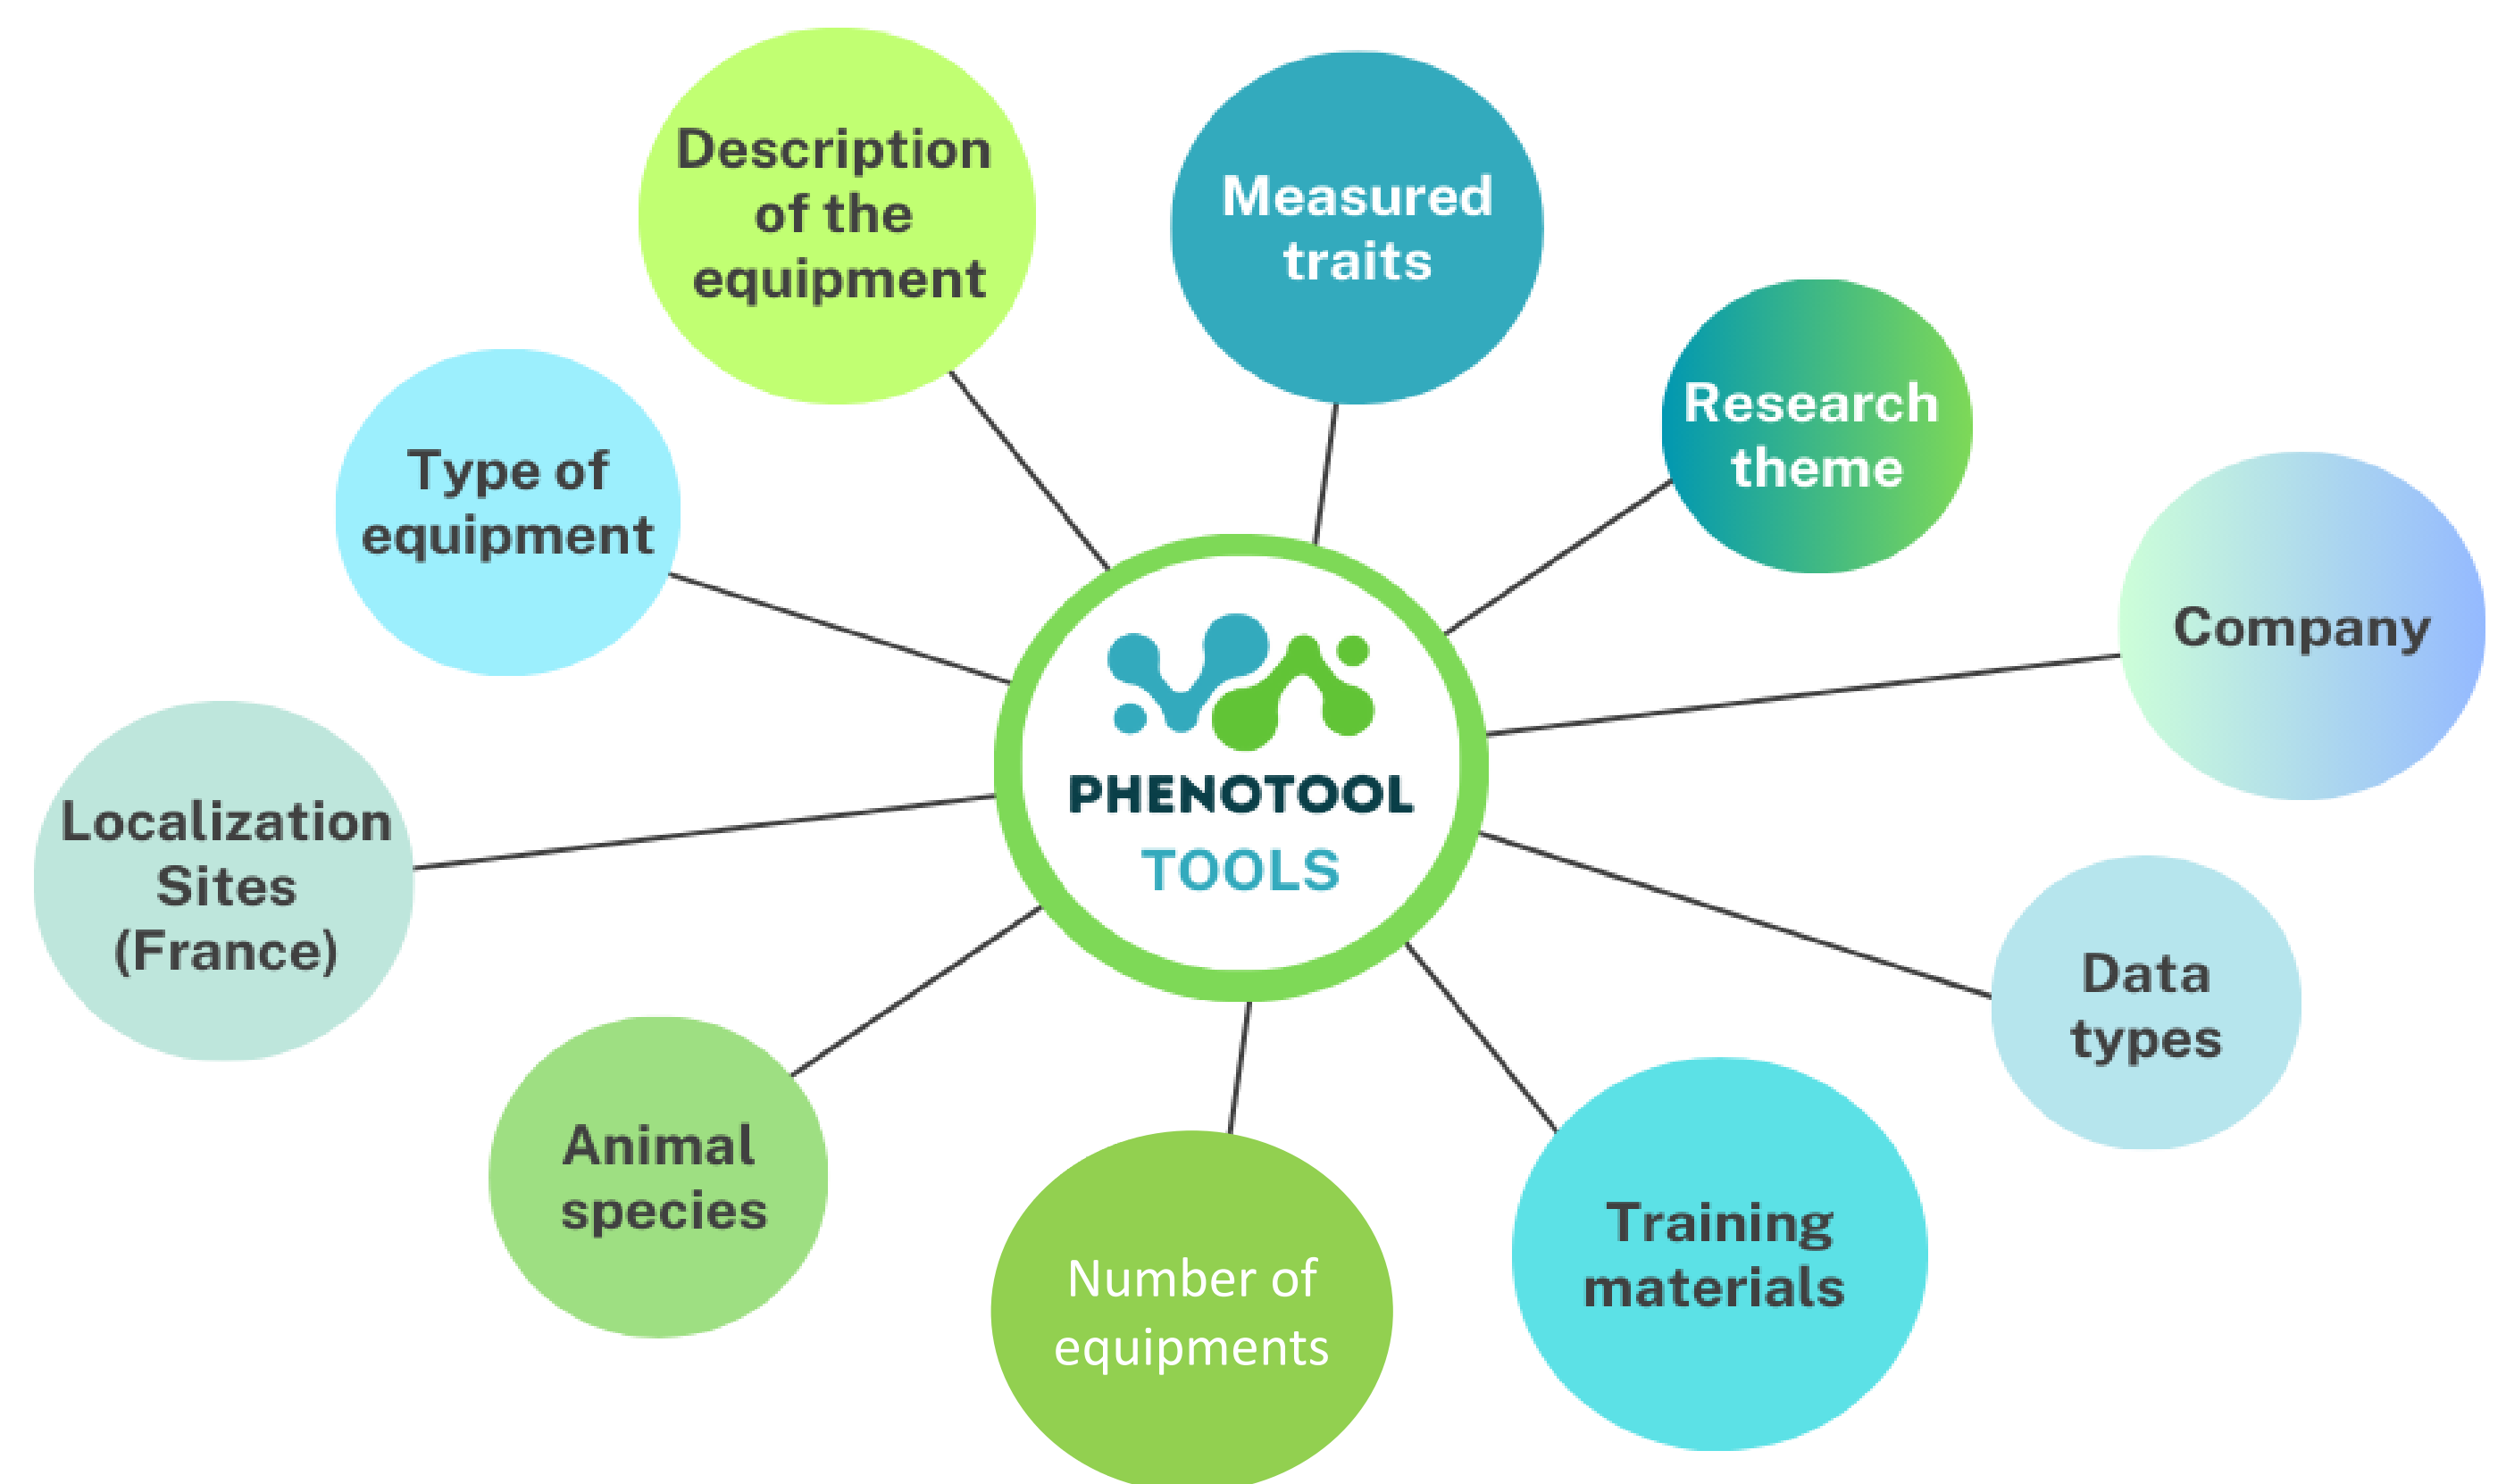 Description
of the
equipment
Measured
traits
Research
theme
Type of
equipment
Company
PHENOTOOL
TOOLS
Localization
Sites
(France)
Data
types
Animal
species
Training
materials
Number of
equipments